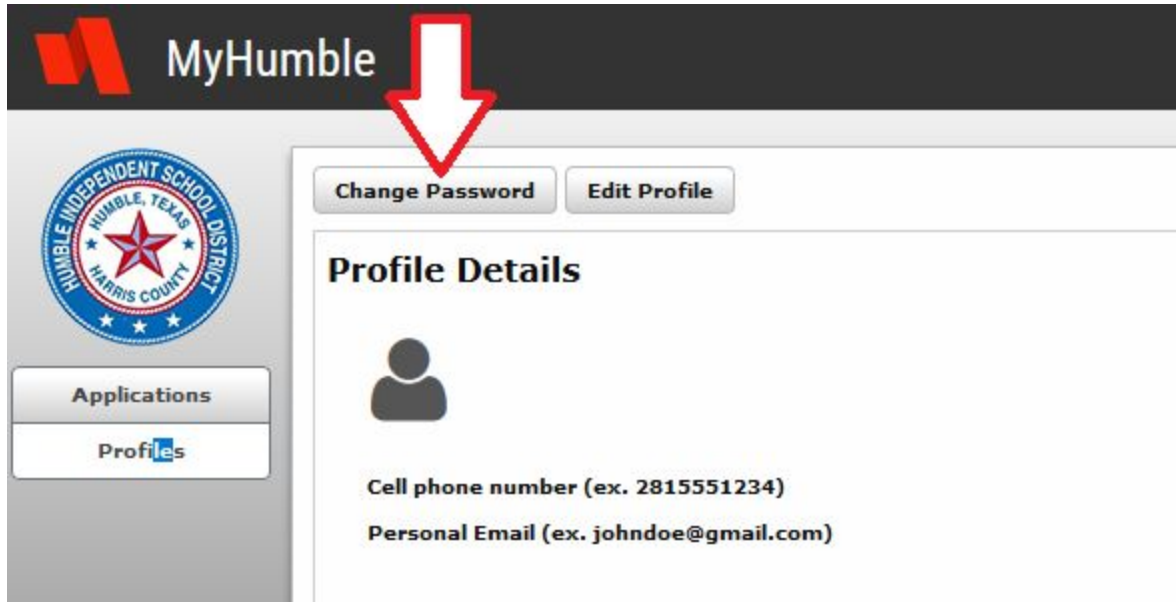 MyHumble
HUMBLE INDEPENDENT SCHOOL DISTRICT
HUMBLE, TEXAS
HARRIS COUNTY
Change Password
Edit Profile
Profile Details
Applications
Profiles
Cell phone number (ex. 2815551234)
Personal Email (ex. johndoe@gmail.com)